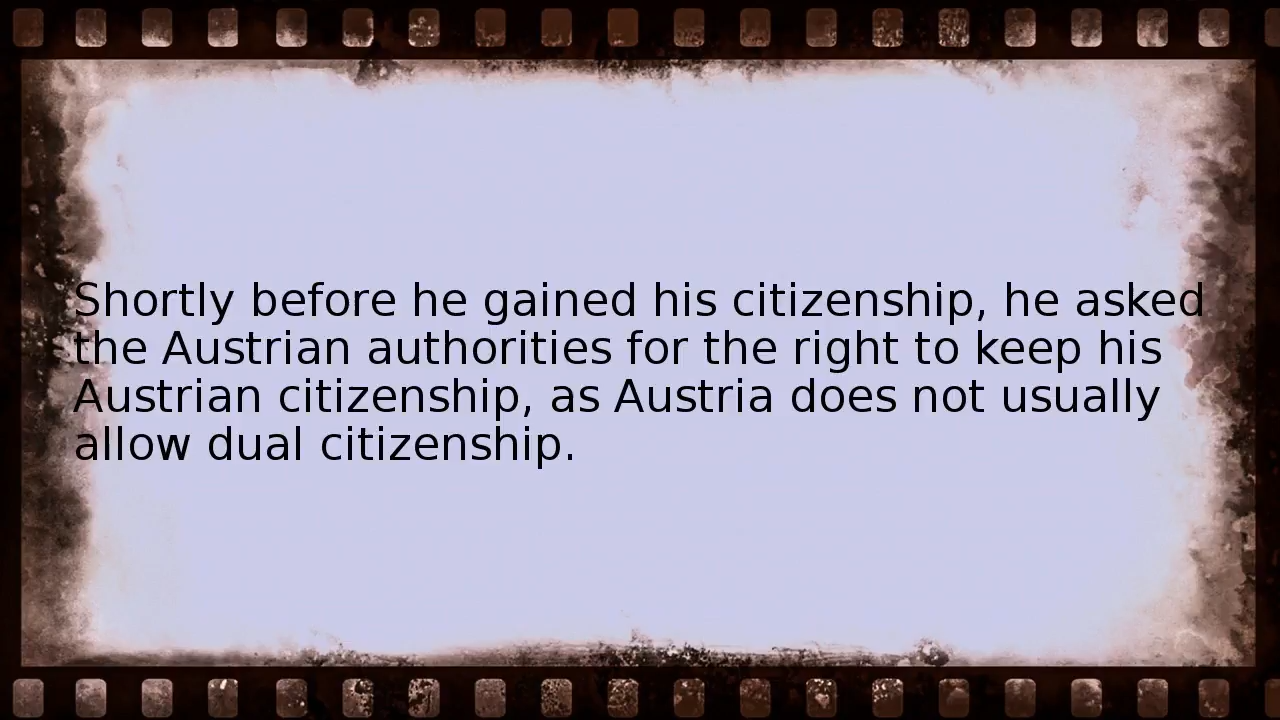 Shortly before he gained his citizenship, he asked
the Austrian authorities for the right to keep his
Austrian citizenship, as Austria does not usually
allow dual citizenship.